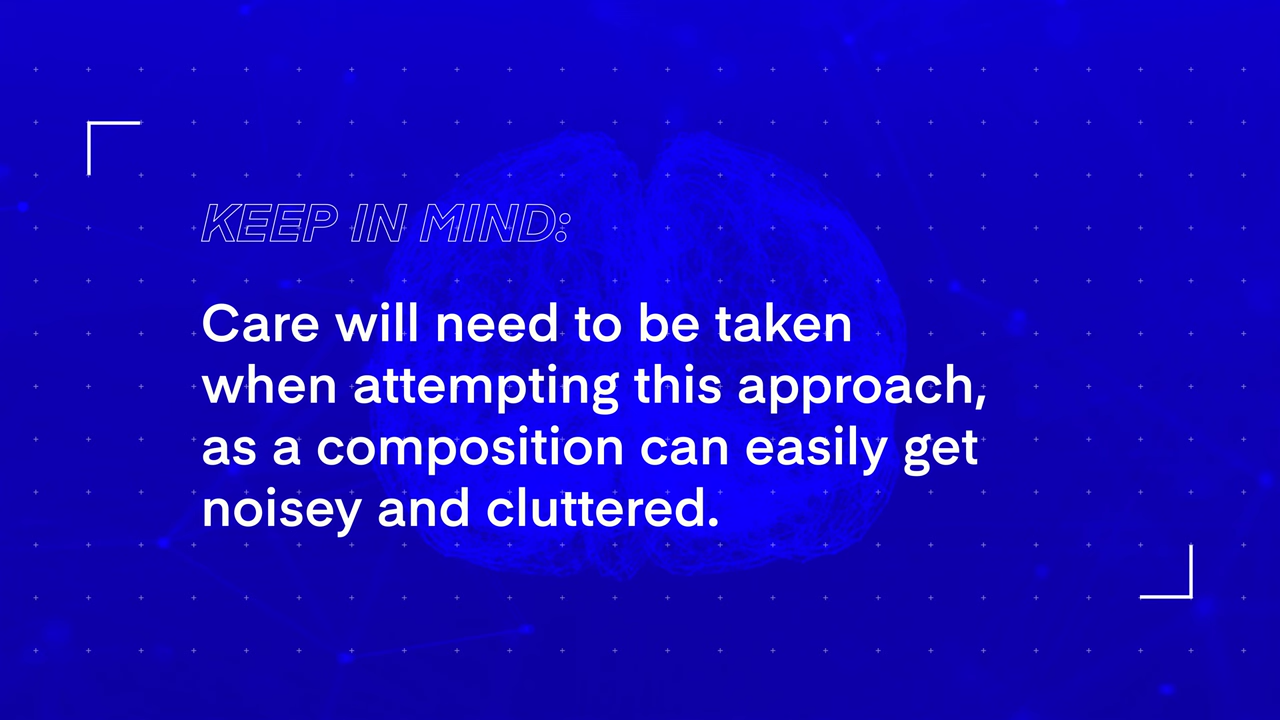 KEEP IN MIND:
Care will need to be taken
when attempting this approach,
as a composition can easily get
noisey and cluttered.